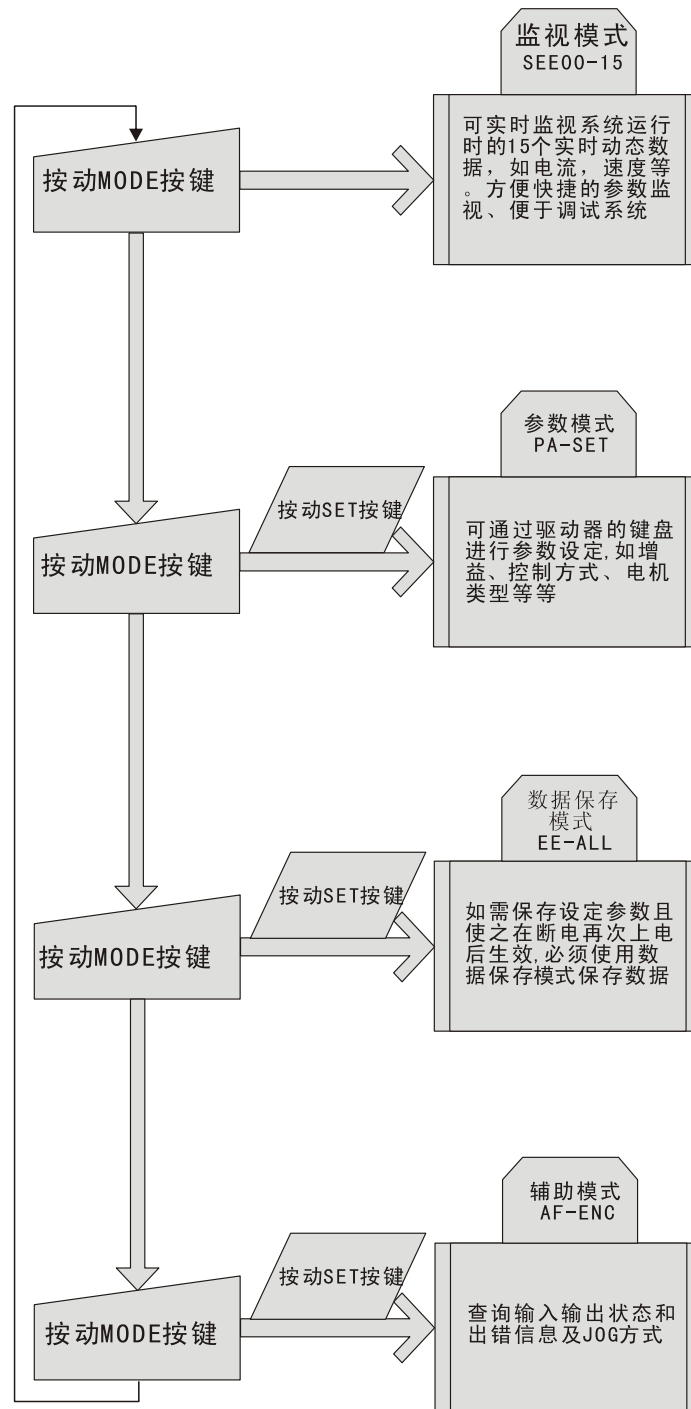 监视模式
SEE00-15
可实时监视系统运行
时的15个实时动态数
据，如电流，速度等
。方便快捷的参数监
视、便于调试系统
按动MODE按键
参数模式
PA-SET
按动SET按键
可通过驱动器的键盘
进行参数设定,如增
益、控制方式、电机
类型等等
按动MODE按键
数据保存
模式
EE-ALL
按动SET按键
如需保存设定参数且
使之在断电再次上电
后生效,必须使用数
据保存模式保存数据
按动MODE按键
辅助模式
AF-ENC
按动SET按键
查询输入输出状态和
出错信息及JOG方式
按动MODE按键